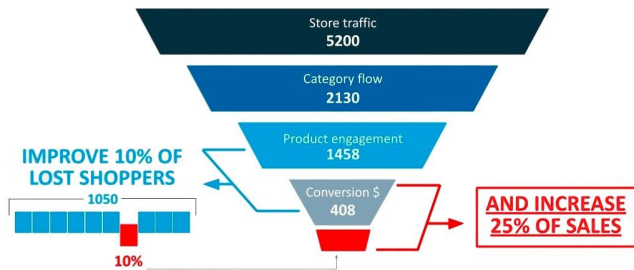 Store traffic
5200
Category flow
2130
Product engagement
1458
Conversion $
408
IMPROVE 10% OF
LOST SHOPPERS
1050
10%
AND INCREASE
25% OF SALES